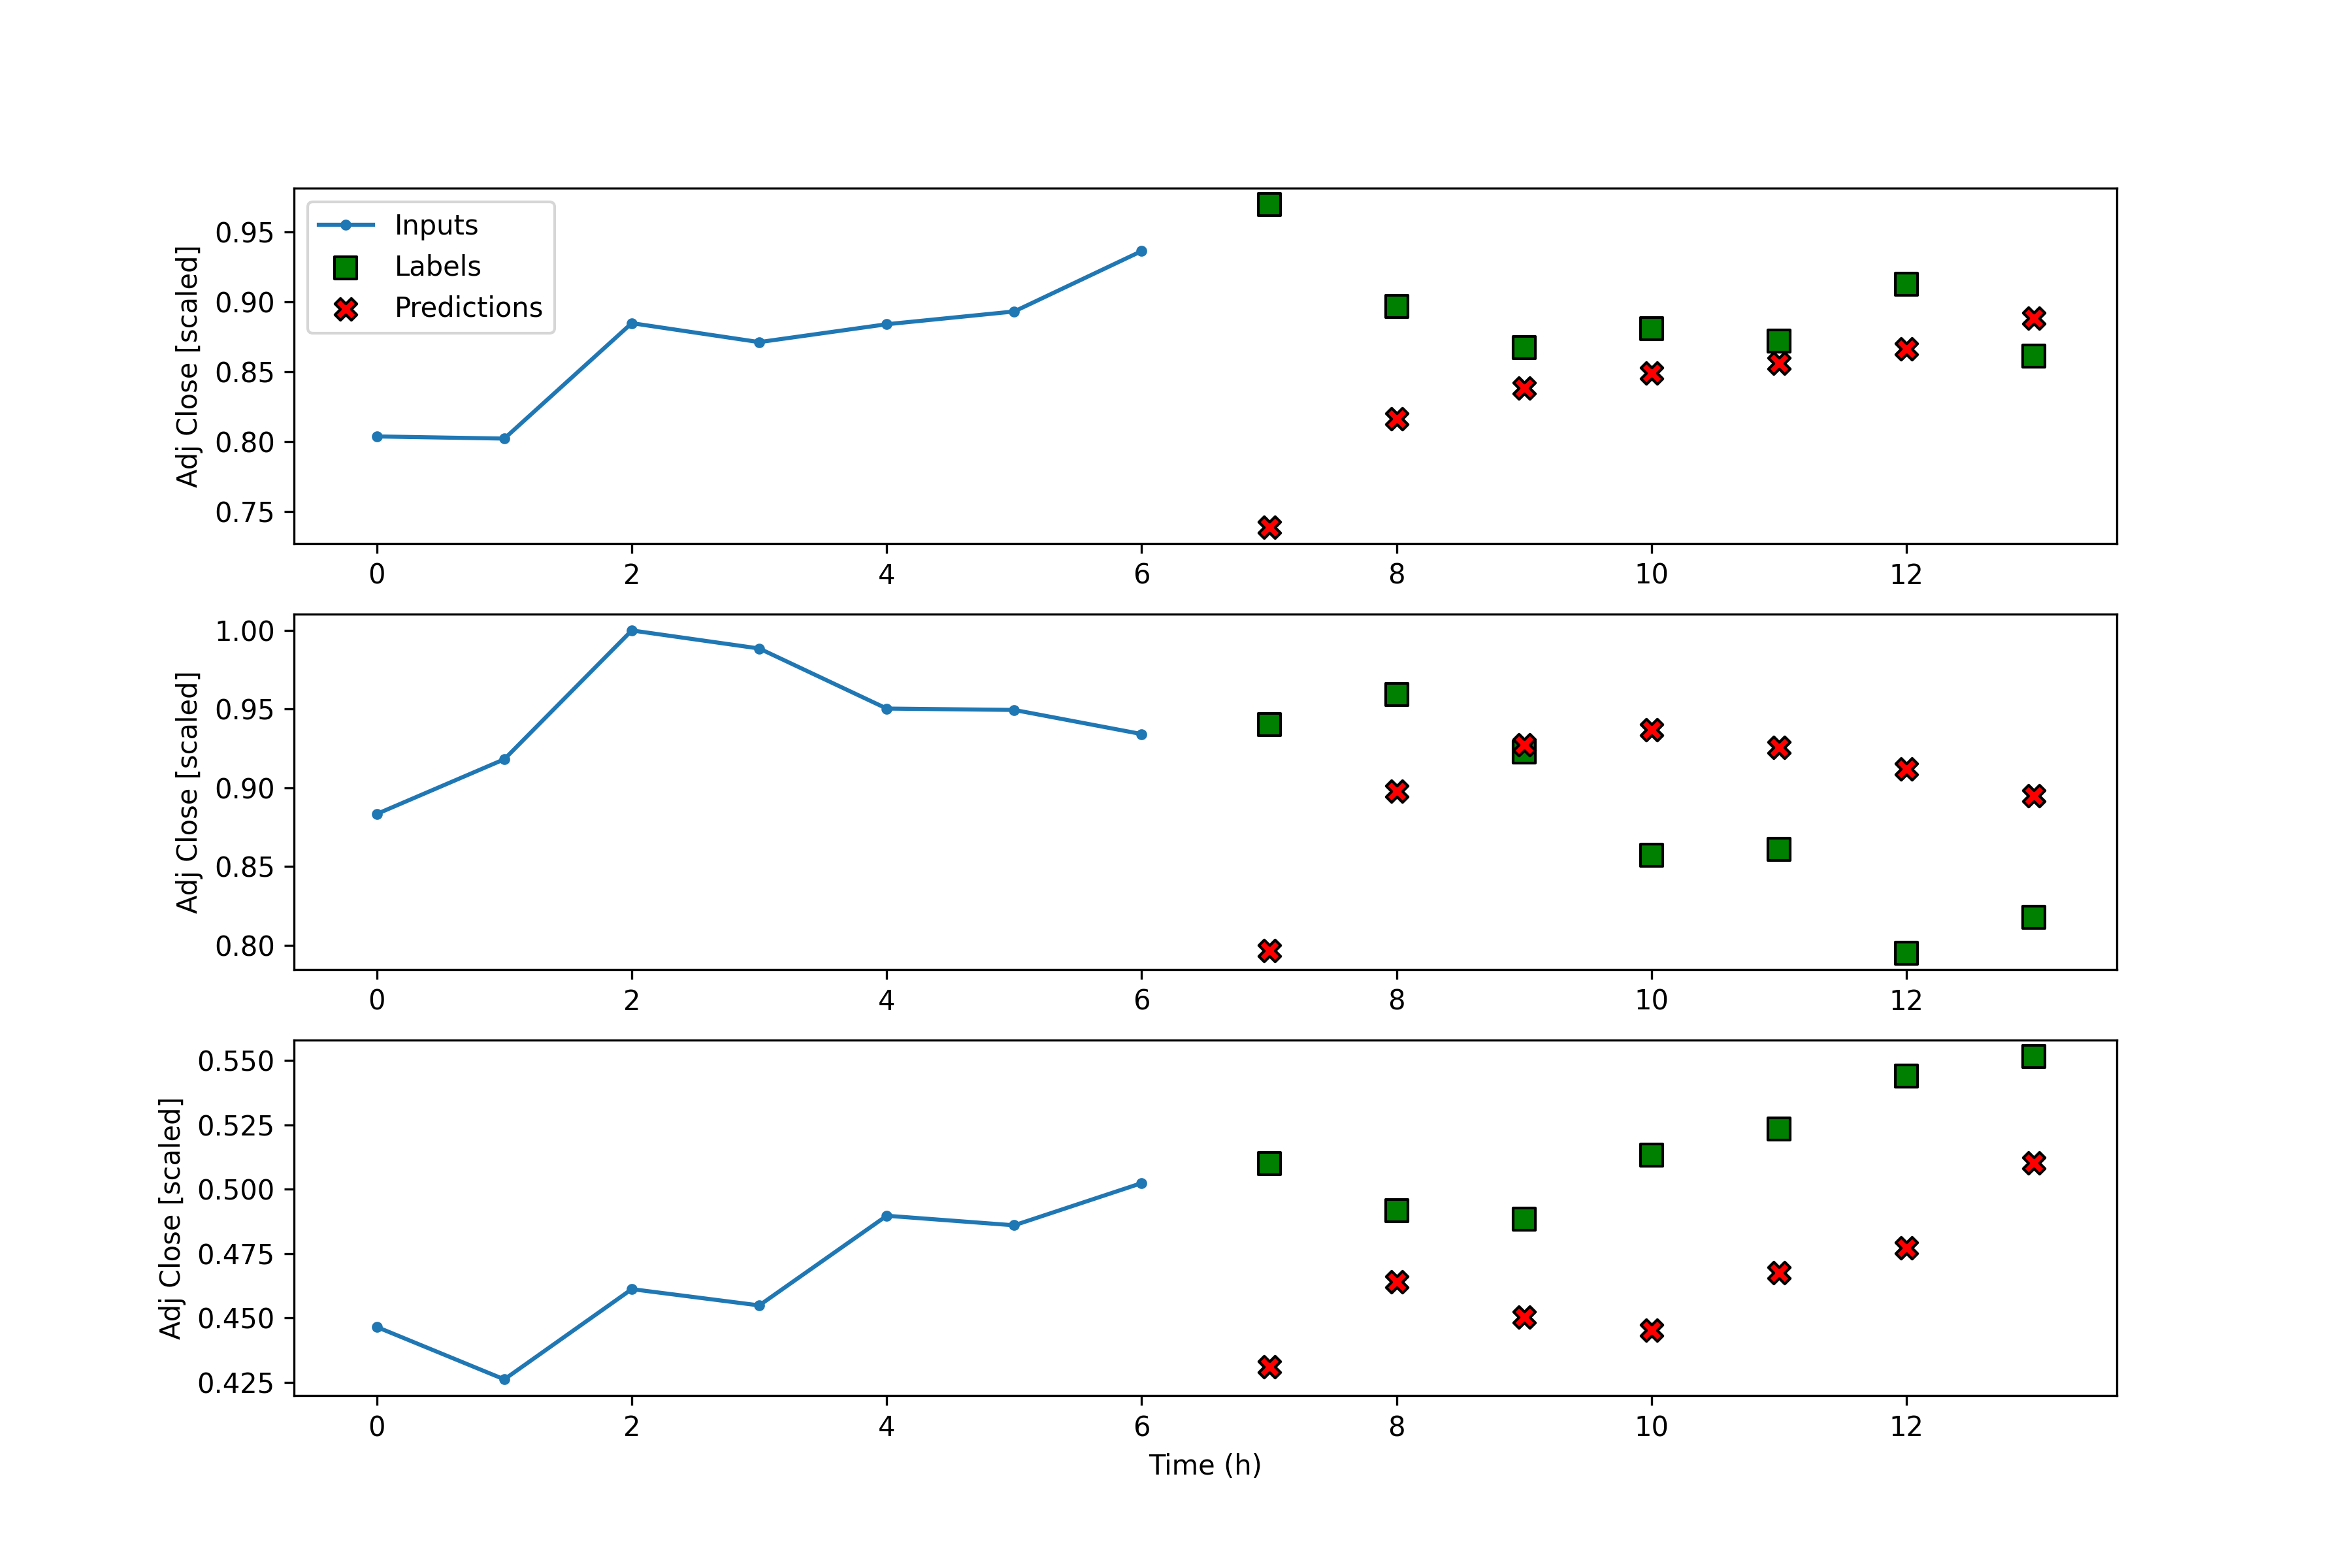 Adj Close [scaled]
0.95
0.90
0.85
0.80
0.75
Inputs
Labels
Predictions
0 2 4 6 8 10 12
Adj Close [scaled]
1.00
0.95
0.90
0.85
0.80
0 2 4 6 8 10 12
Adj Close [scaled]
0.550
0.525
0.500
0.475
0.450
0.425
0 2 4 6 8 10 12
Time (h)